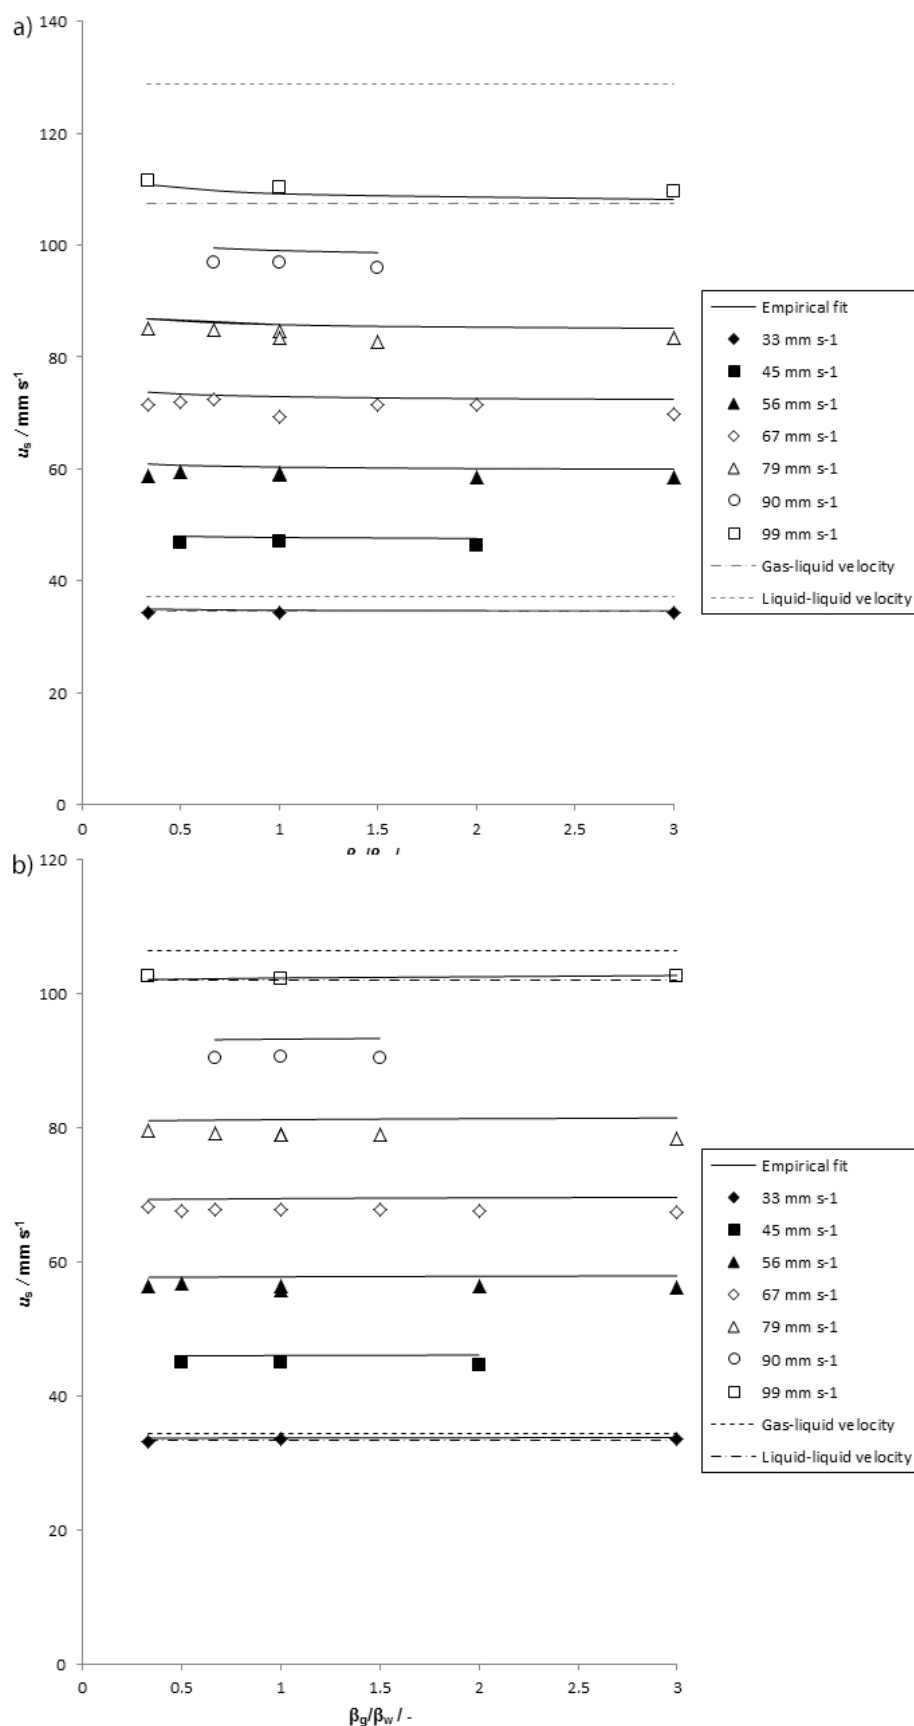 a)
140
120
100
80
60
40
20
0
us / mm s-1
0 0.5 1 1.5 2 2.5 3
Empirical fit
33 mm s-1
45 mm s-1
56 mm s-1
67 mm s-1
79 mm s-1
90 mm s-1
99 mm s-1
Gas-liquid velocity
Liquid-liquid velocity
b)
120
100
80
60
40
20
0
us / mm s-1
0 0.5 1 1.5 2 2.5 3
βg/βw / -
Empirical fit
33 mm s-1
45 mm s-1
56 mm s-1
67 mm s-1
79 mm s-1
90 mm s-1
99 mm s-1
Gas-liquid velocity
Liquid-liquid velocity